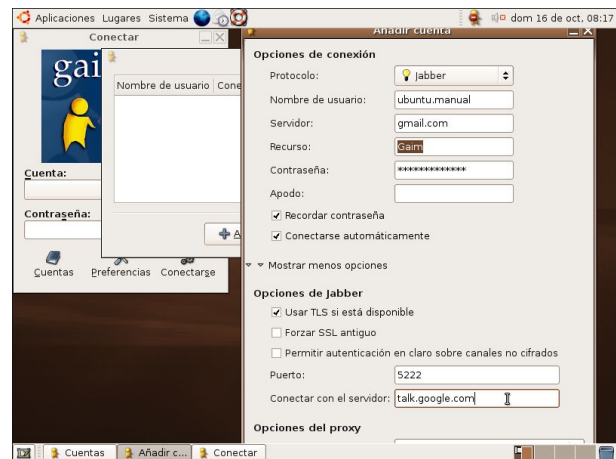 Aplicaciones Lugares Sistema
dom 16 de oct, 08:17
Conectar
gai
Cuenta:
Contraseña:
Cuentas Preferencias Conectarse
Nombre de usuario Cone
A
Añadir cuenta
Opciones de conexión
Protocolo: Jabber
Nombre de usuario: ubuntu.manual
Servidor: gmail.com
Recurso: Gaim
Contraseña: *************
Apodo:
Recordar contraseña
Conectarse automáticamente
Mostrar menos opciones
Opciones de Jabber
Usar TLS si está disponible
Forzar SSL antiguo
Permitir autenticación en claro sobre canales no cifrados
Puerto: 5222
Conectar con el servidor: talk.google.com
Opciones del proxy
Cuentas Añadir c... Conectar